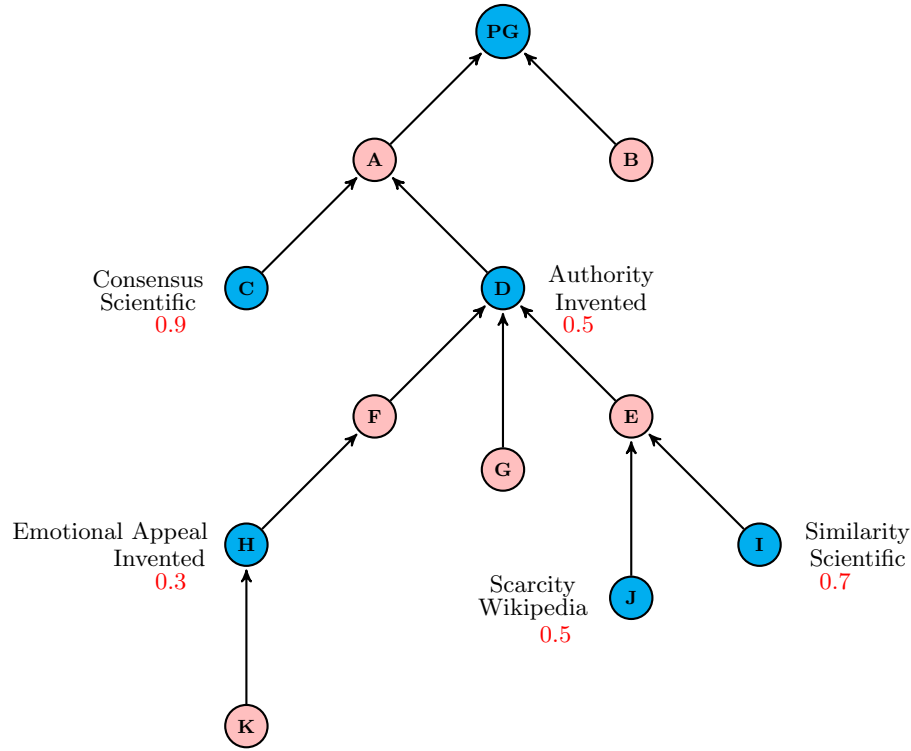 PG
A
B
Consensus
Scientific
0.9
C
D
Authority
Invented
0.5
F
E
G
Emotional Appeal
Invented
0.3
H
I
Similarity
Scientific
0.7
Scarcity
Wikipedia
0.5
J
K